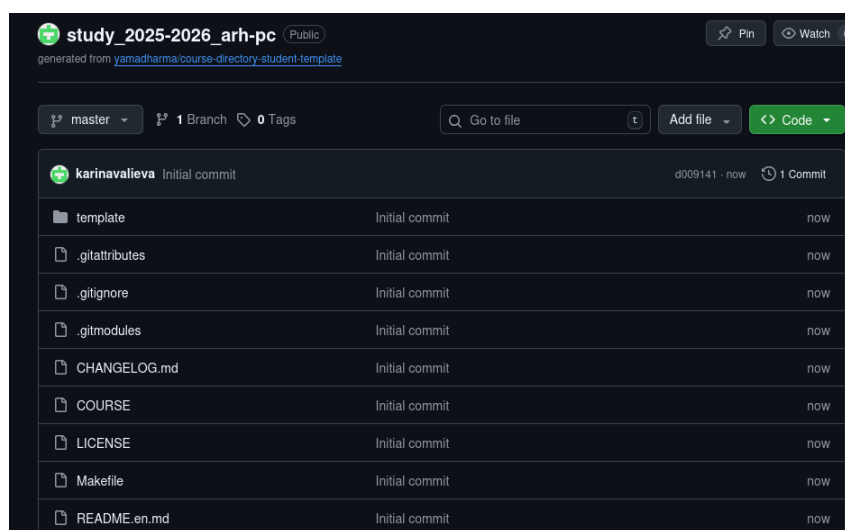 study_2025-2026_arh-pc Public Pin Watch
generated from yamadharma/course-directory-student-template
master 1 Branch 0 Tags Go to file t Add file <> Code
karinavalieva Initial commit d009141 · now 1 Commit
template Initial commit now
.gitattributes Initial commit now
.gitignore Initial commit now
.gitmodules Initial commit now
CHANGELOG.md Initial commit now
COURSE Initial commit now
LICENSE Initial commit now
Makefile Initial commit now
README.en.md Initial commit now